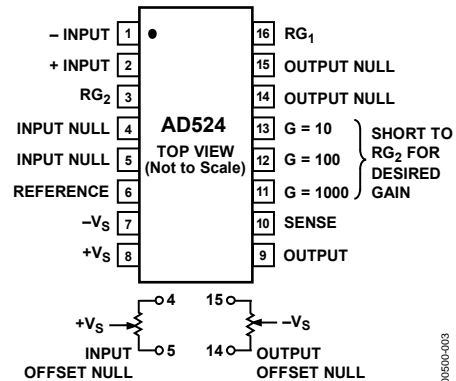 – INPUT 1
+ INPUT 2
RG2 3
INPUT NULL 4
INPUT NULL 5
REFERENCE 6
–VS 7
+VS 8
AD524
TOP VIEW
(Not to Scale)
16 RG1
15 OUTPUT NULL
14 OUTPUT NULL
13 G = 10
12 G = 100
11 G = 1000
10 SENSE
9 OUTPUT
SHORT TO
RG2 FOR
DESIRED
GAIN
4
+VS
5
INPUT
OFFSET NULL
15
–VS
14
OUTPUT
OFFSET NULL
00500-003